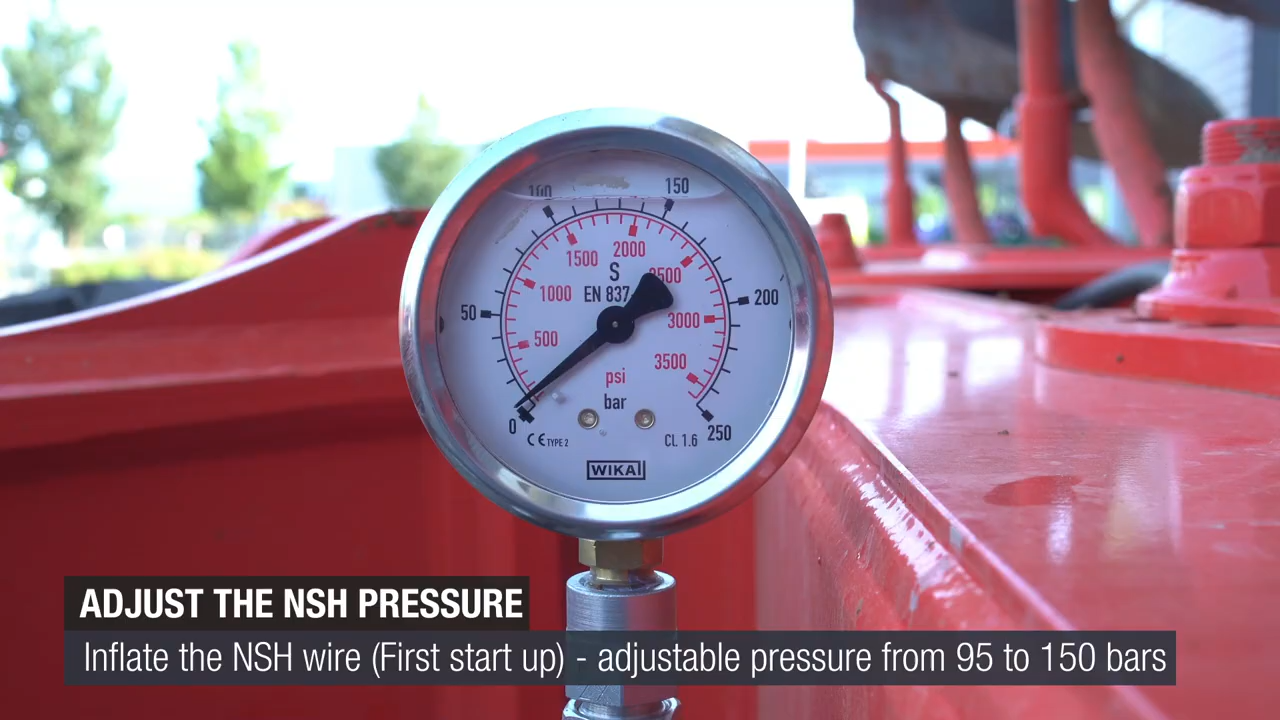 100 150
1500 2000
S 2500
50 1000 EN 837 200
500 3000
3500
psi
bar
0 CE TYPE 2 CL 1.6 250
WIKA
ADJUST THE NSH PRESSURE
Inflate the NSH wire (First start up) - adjustable pressure from 95 to 150 bars